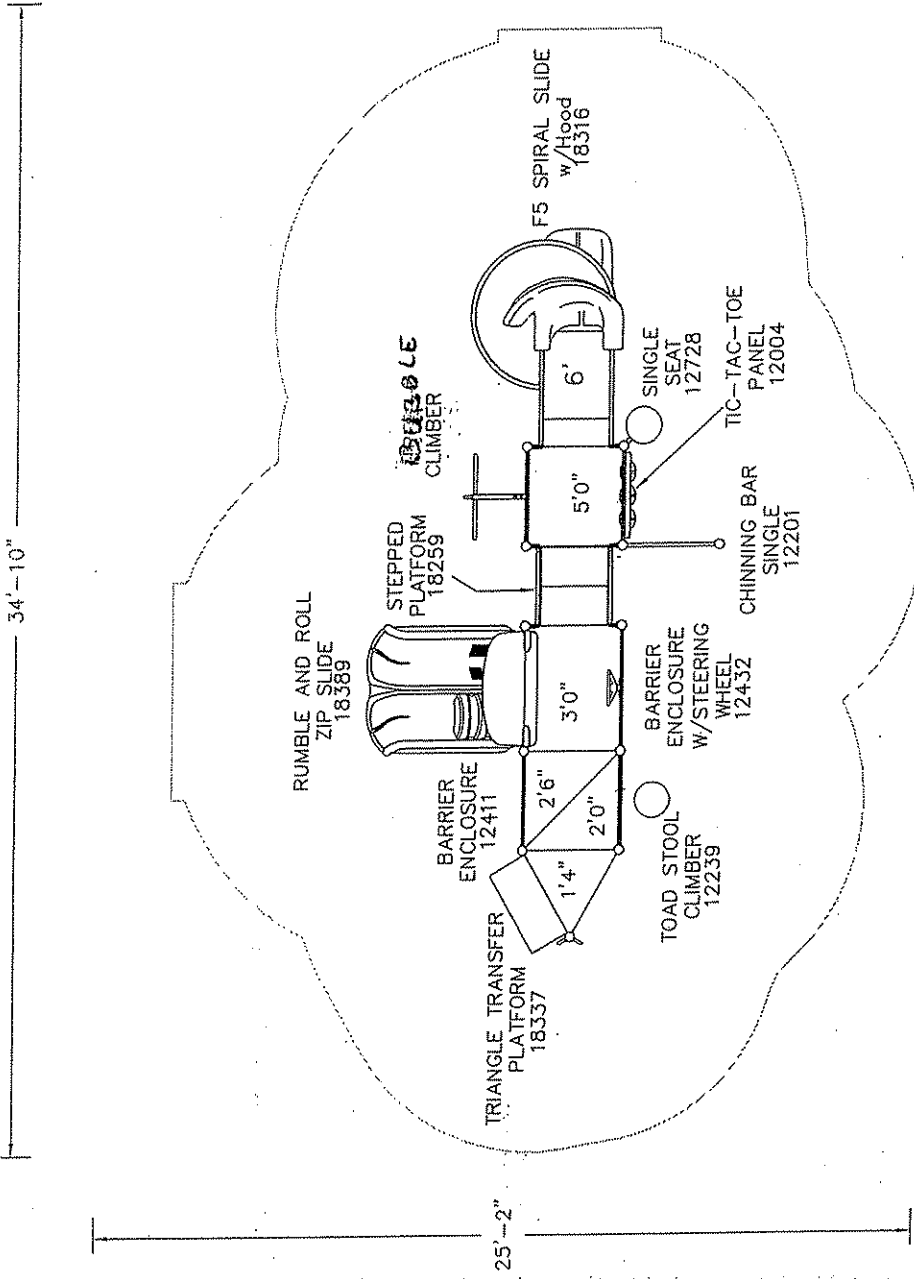 34'-10"
25'-2"
RUMBLE AND ROLL
ZIP SLIDE
18389
STEPPED
PLATFORM
18259
BUBBLE
CLIMBER
F5 SPIRAL SLIDE
w/Hood
18316
BARRIER
ENCLOSURE
12411
TRIANGLE TRANSFER
PLATFORM
18337
1'4"
2'6"
2'0"
3'0"
5'0"
6'
SINGLE
SEAT
12728
TIC-TAC-TOE
PANEL
12004
CHINNING BAR
SINGLE
12201
BARRIER
ENCLOSURE
W/STEERING
WHEEL
12432
TOAD STOOL
CLIMBER
12239